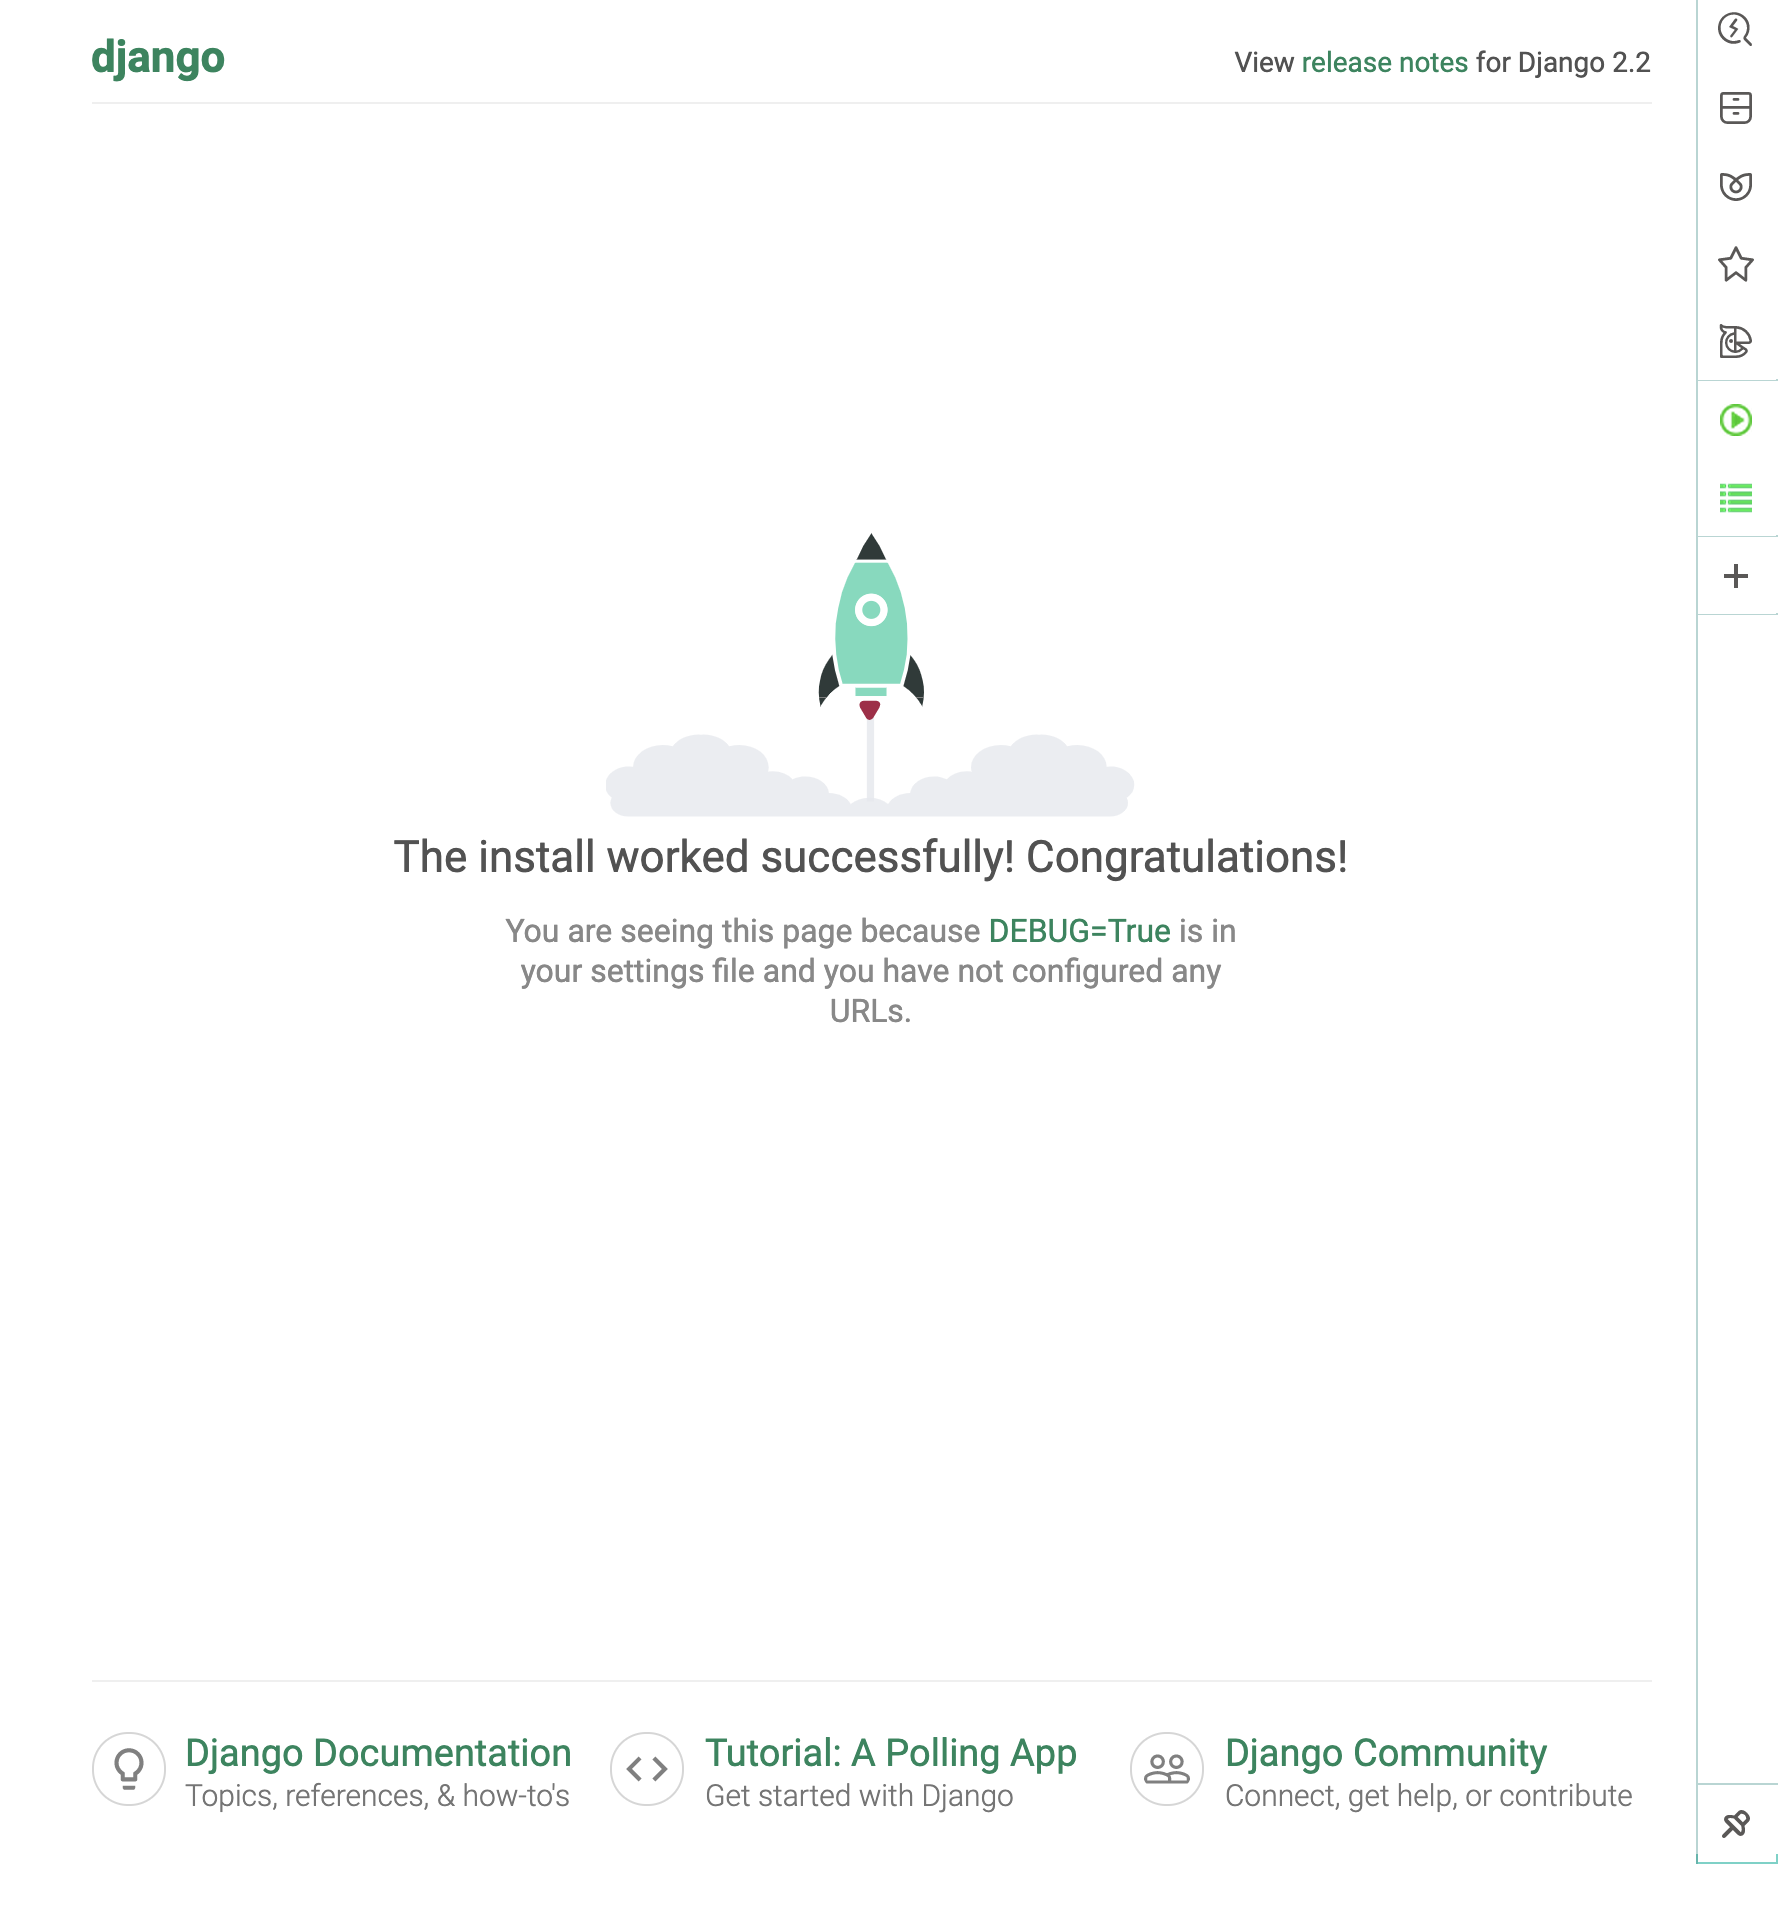 django
View release notes for Django 2.2
The install worked successfully! Congratulations!
You are seeing this page because DEBUG=True is in
your settings file and you have not configured any
URLs.
Django Documentation
Topics, references, & how-to's
Tutorial: A Polling App
Get started with Django
Django Community
Connect, get help, or contribute